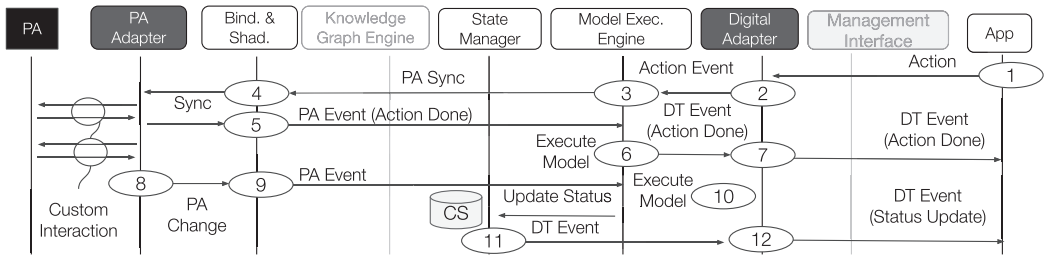 PA
PA
Adapter
Bind. &
Shad.
Knowledge
Graph Engine
State
Manager
Model Exec.
Engine
Digital
Adapter
Management
Interface
App
Action
1
Action Event
2
PA Sync
3
4
Sync
5
PA Event (Action Done)
DT Event
(Action Done)
DT Event
(Action Done)
Execute
Model
6
7
8
9
PA Event
PA
Change
Custom
Interaction
Execute
Model
10
Update Status
CS
DT Event
11
12
DT Event
(Status Update)